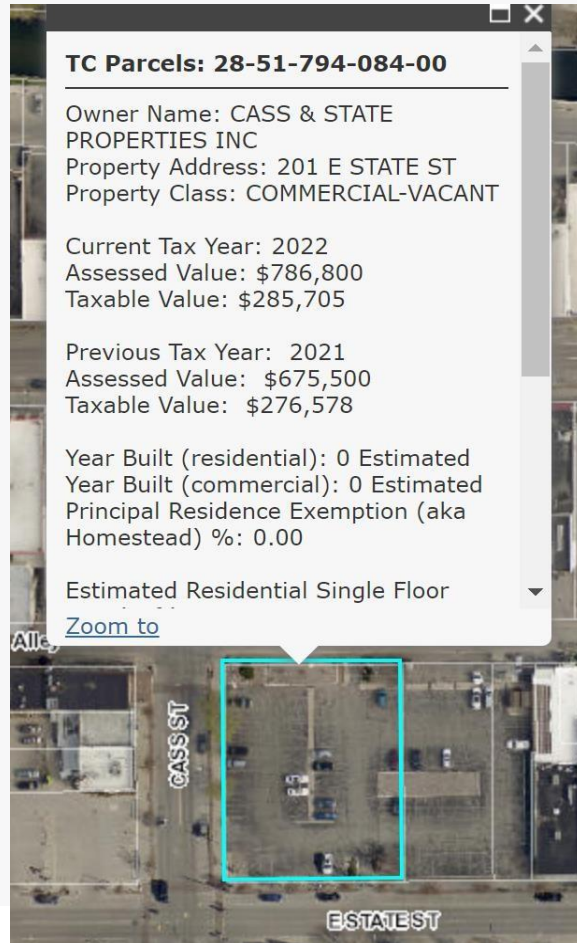 TC Parcels: 28-51-794-084-00
Owner Name: CASS & STATE
PROPERTIES INC
Property Address: 201 E STATE ST
Property Class: COMMERCIAL-VACANT
Current Tax Year: 2022
Assessed Value: $786,800
Taxable Value: $285,705
Previous Tax Year:  2021
Assessed Value:  $675,500
Taxable Value:  $276,578
Year Built (residential): 0 Estimated
Year Built (commercial): 0 Estimated
Principal Residence Exemption (aka
Homestead) %: 0.00
Estimated Residential Single Floor
Zoom to
CASS ST
E STATE ST